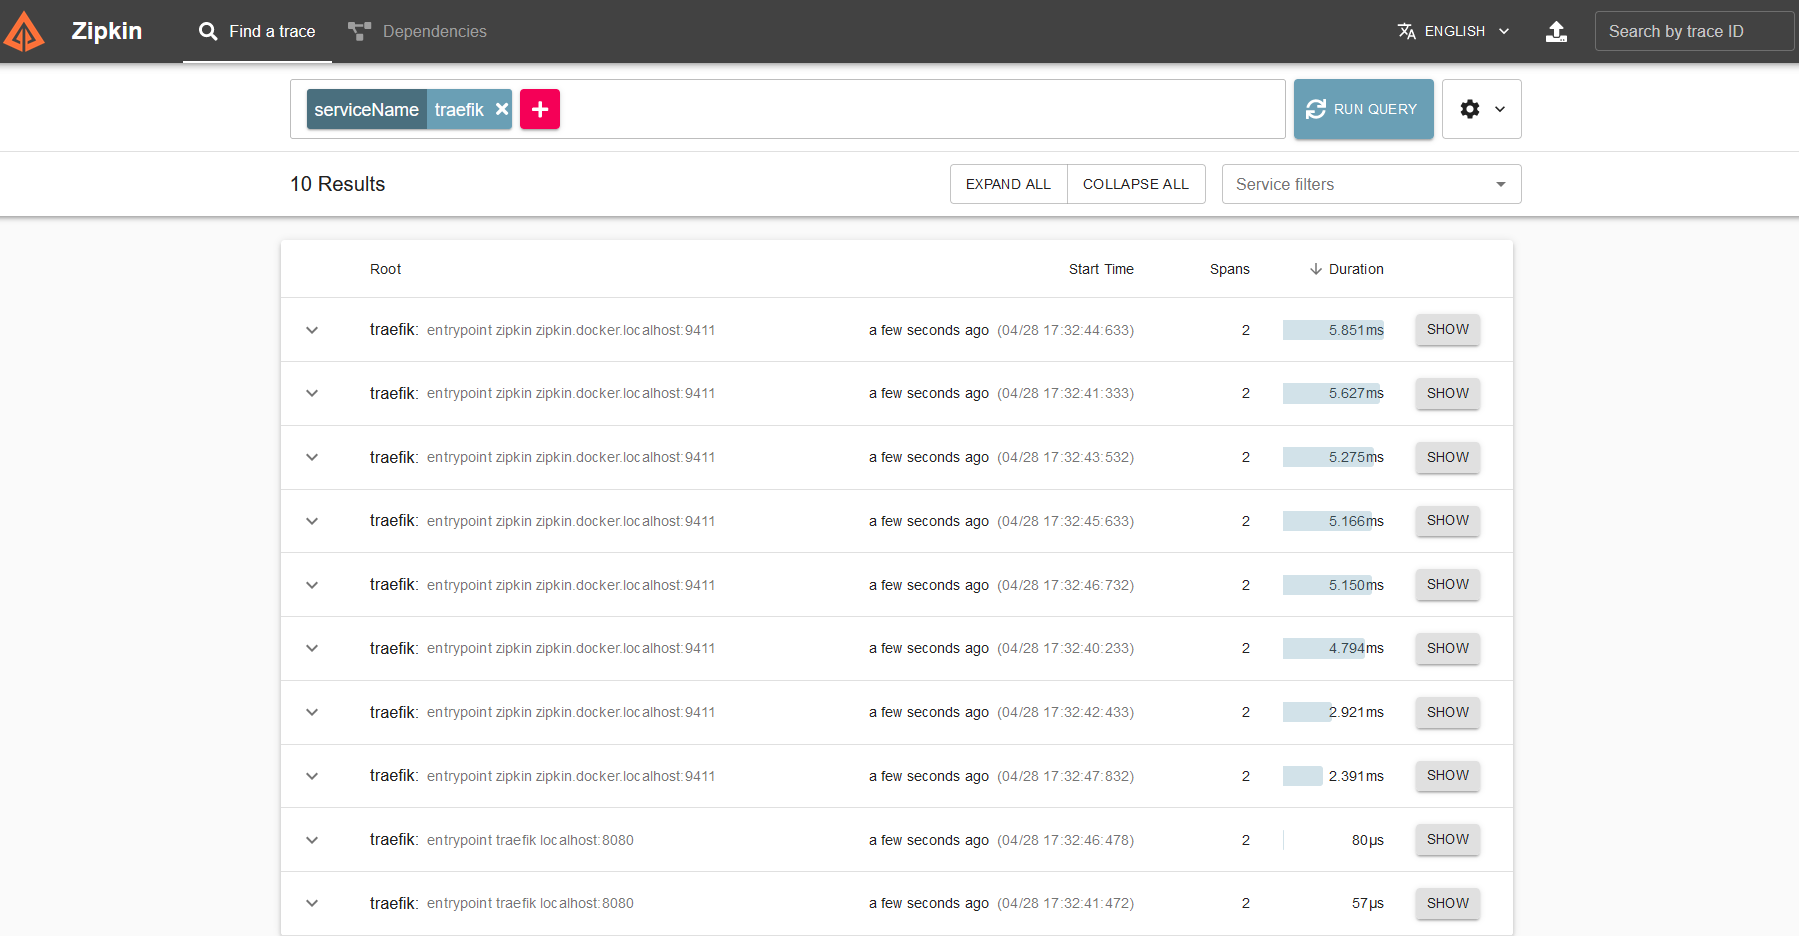 Zipkin Find a trace Dependencies ENGLISH Search by trace ID
serviceName traefik + RUN QUERY
10 Results EXPAND ALL COLLAPSE ALL Service filters
Root Start Time Spans Duration
traefik: entrypoint zipkin zipkin.docker.localhost:9411 a few seconds ago (04/28 17:32:44:633) 2 5.851ms SHOW
traefik: entrypoint zipkin zipkin.docker.localhost:9411 a few seconds ago (04/28 17:32:41:333) 2 5.627ms SHOW
traefik: entrypoint zipkin zipkin.docker.localhost:9411 a few seconds ago (04/28 17:32:43:532) 2 5.275ms SHOW
traefik: entrypoint zipkin zipkin.docker.localhost:9411 a few seconds ago (04/28 17:32:45:633) 2 5.166ms SHOW
traefik: entrypoint zipkin zipkin.docker.localhost:9411 a few seconds ago (04/28 17:32:46:732) 2 5.150ms SHOW
traefik: entrypoint zipkin zipkin.docker.localhost:9411 a few seconds ago (04/28 17:32:40:233) 2 4.794ms SHOW
traefik: entrypoint zipkin zipkin.docker.localhost:9411 a few seconds ago (04/28 17:32:42:433) 2 2.921ms SHOW
traefik: entrypoint zipkin zipkin.docker.localhost:9411 a few seconds ago (04/28 17:32:47:832) 2 2.391ms SHOW
traefik: entrypoint traefik localhost:8080 a few seconds ago (04/28 17:32:46:478) 2 80μs SHOW
traefik: entrypoint traefik localhost:8080 a few seconds ago (04/28 17:32:41:472) 2 57μs SHOW